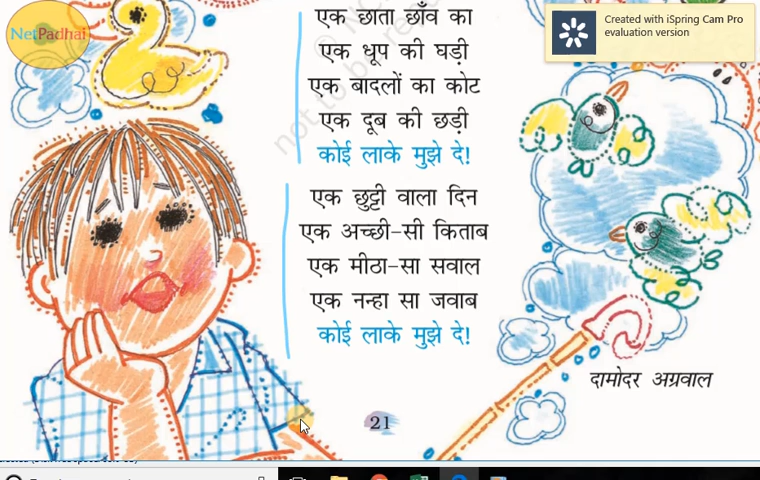 NetPadhai
Created with iSpring Cam Pro
evaluation version
एक छाता छाँव का
एक धूप की घड़ी
एक बादलों का कोट
एक दूब की छड़ी
कोई लाके मुझे दे!
एक छुट्टी वाला दिन
एक अच्छी-सी किताब
एक मीठा-सा सवाल
एक नन्हा सा जवाब
कोई लाके मुझे दे!
दामोदर अग्रवाल
21